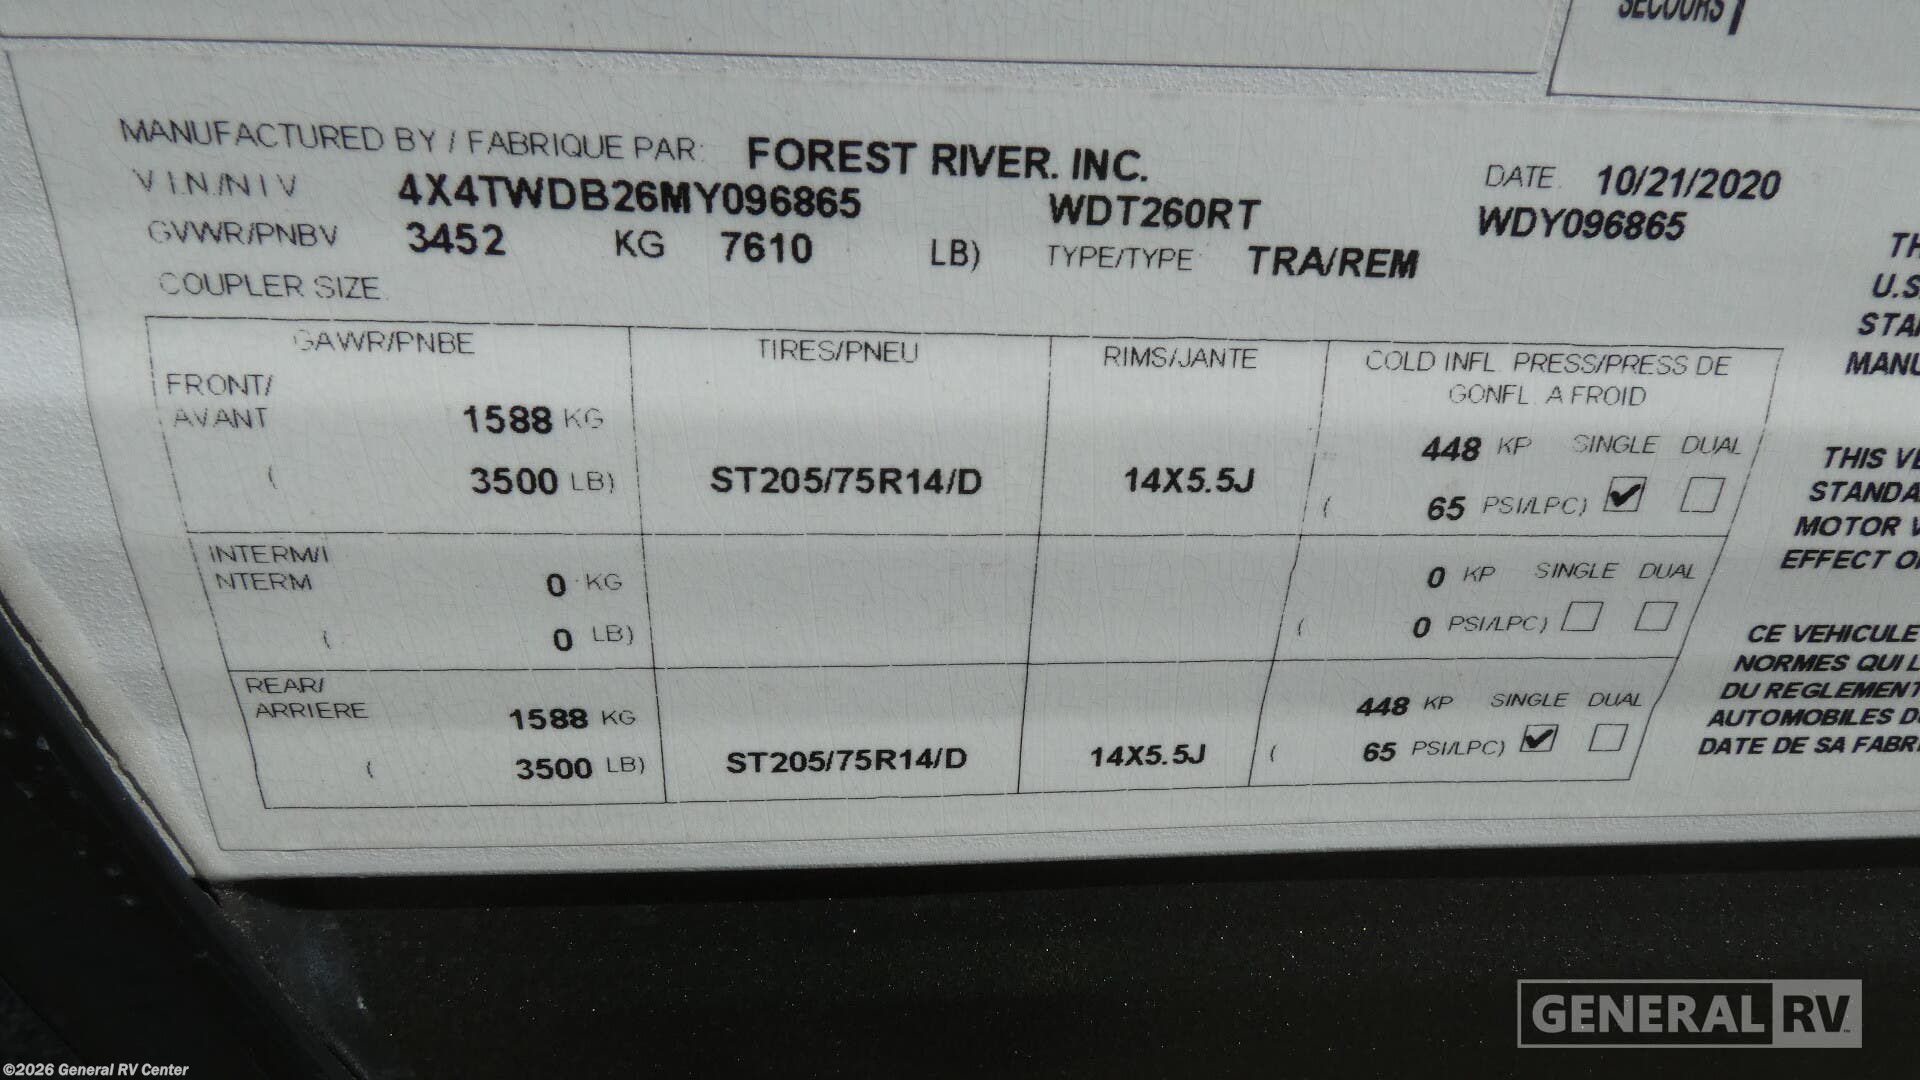 SECOURS
MANUFACTURED BY / FABRIQUE PAR: FOREST RIVER. INC.
DATE 10/21/2020
V.I.N./N I V 4X4TWDB26MY096865 WDT260RT WDY096865
GVWR/PNBV 3452 KG 7610 LB) TYPE/TYPE TRA/REM
COUPLER SIZE
GAWR/PNBE TIRES/PNEU RIMS/JANTE COLD INFL. PRESS/PRESS DE
GONFL. A FROID
FRONT/
AVANT 1588 KG 448 KP SINGLE DUAL
( 3500 LB) ST205/75R14/D 14X5.5J ( 65 PSI/LPC) ✔
INTERM/I
NTERM 0 KG 0 KP SINGLE DUAL
( 0 LB) ( 0 PSI/LPC)
REAR/
ARRIERE 1588 KG 448 KP SINGLE DUAL
( 3500 LB) ST205/75R14/D 14X5.5J ( 65 PSI/LPC) ✔
TH
U.S
STA
MANU
THIS VE
STANDA
MOTOR V
EFFECT O
CE VEHICULE
NORMES QUI L
DU REGLEMENT
AUTOMOBILES D
DATE DE SA FABRI
GENERAL RV
©2026 General RV Center